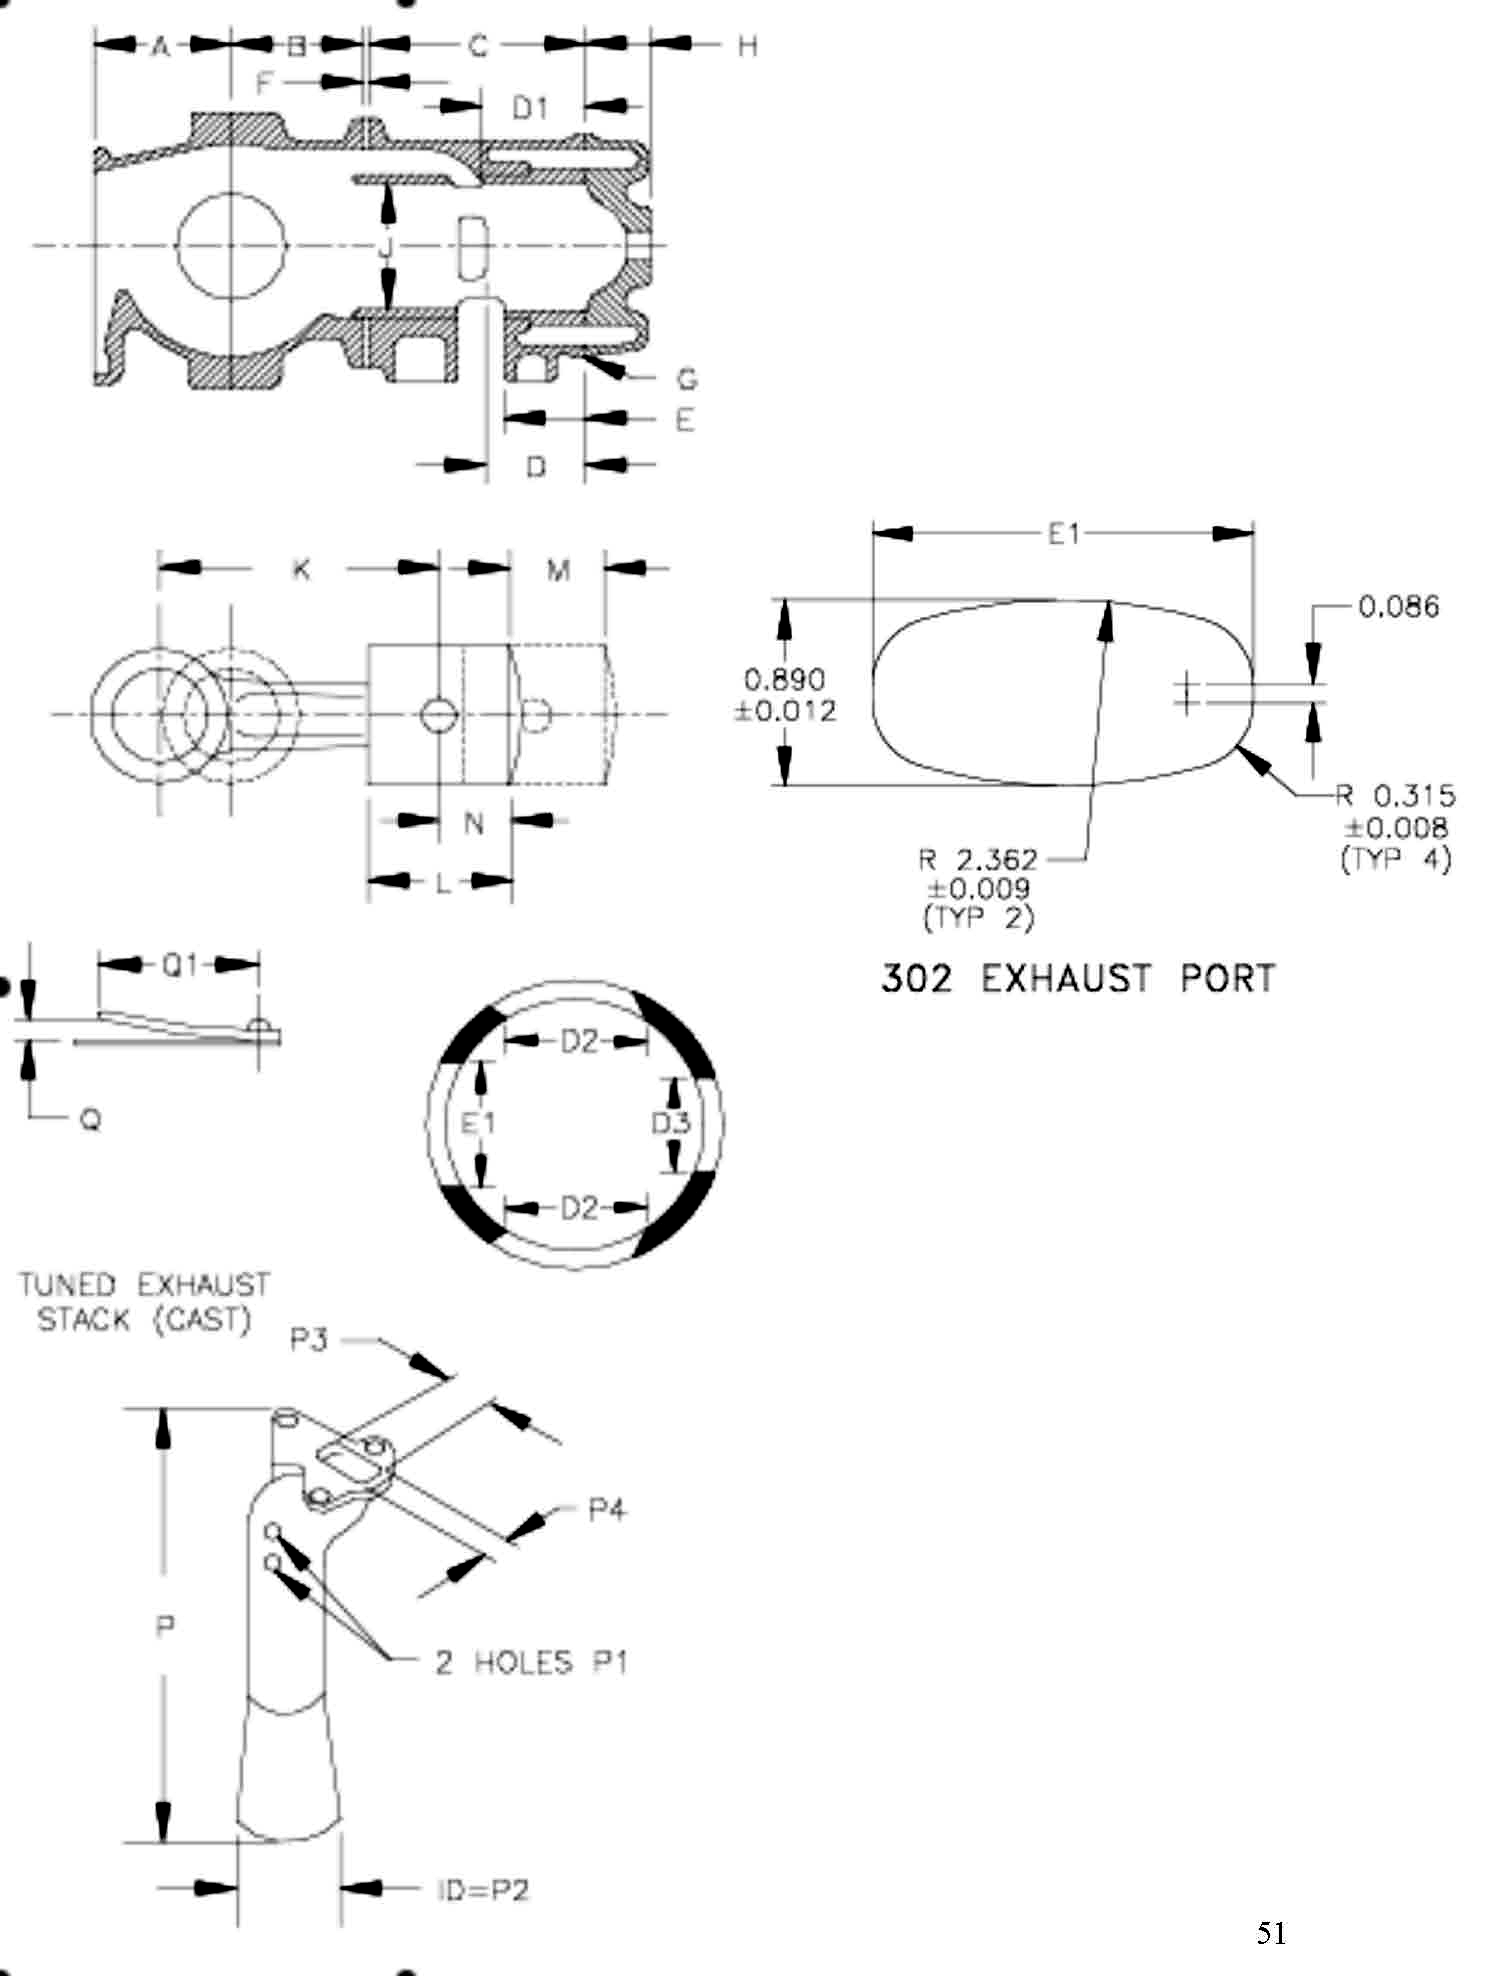 A
B
C
H
F
D1
J
G
E
D
K
M
N
L
E1
0.086
0.890
±0.012
R 0.315
±0.008
(TYP 4)
R 2.362
±0.009
(TYP 2)
302 EXHAUST PORT
Q1
Q
D2
E1
D3
D2
TUNED EXHAUST
STACK (CAST)
P3
P4
P
2 HOLES P1
ID=P2
51